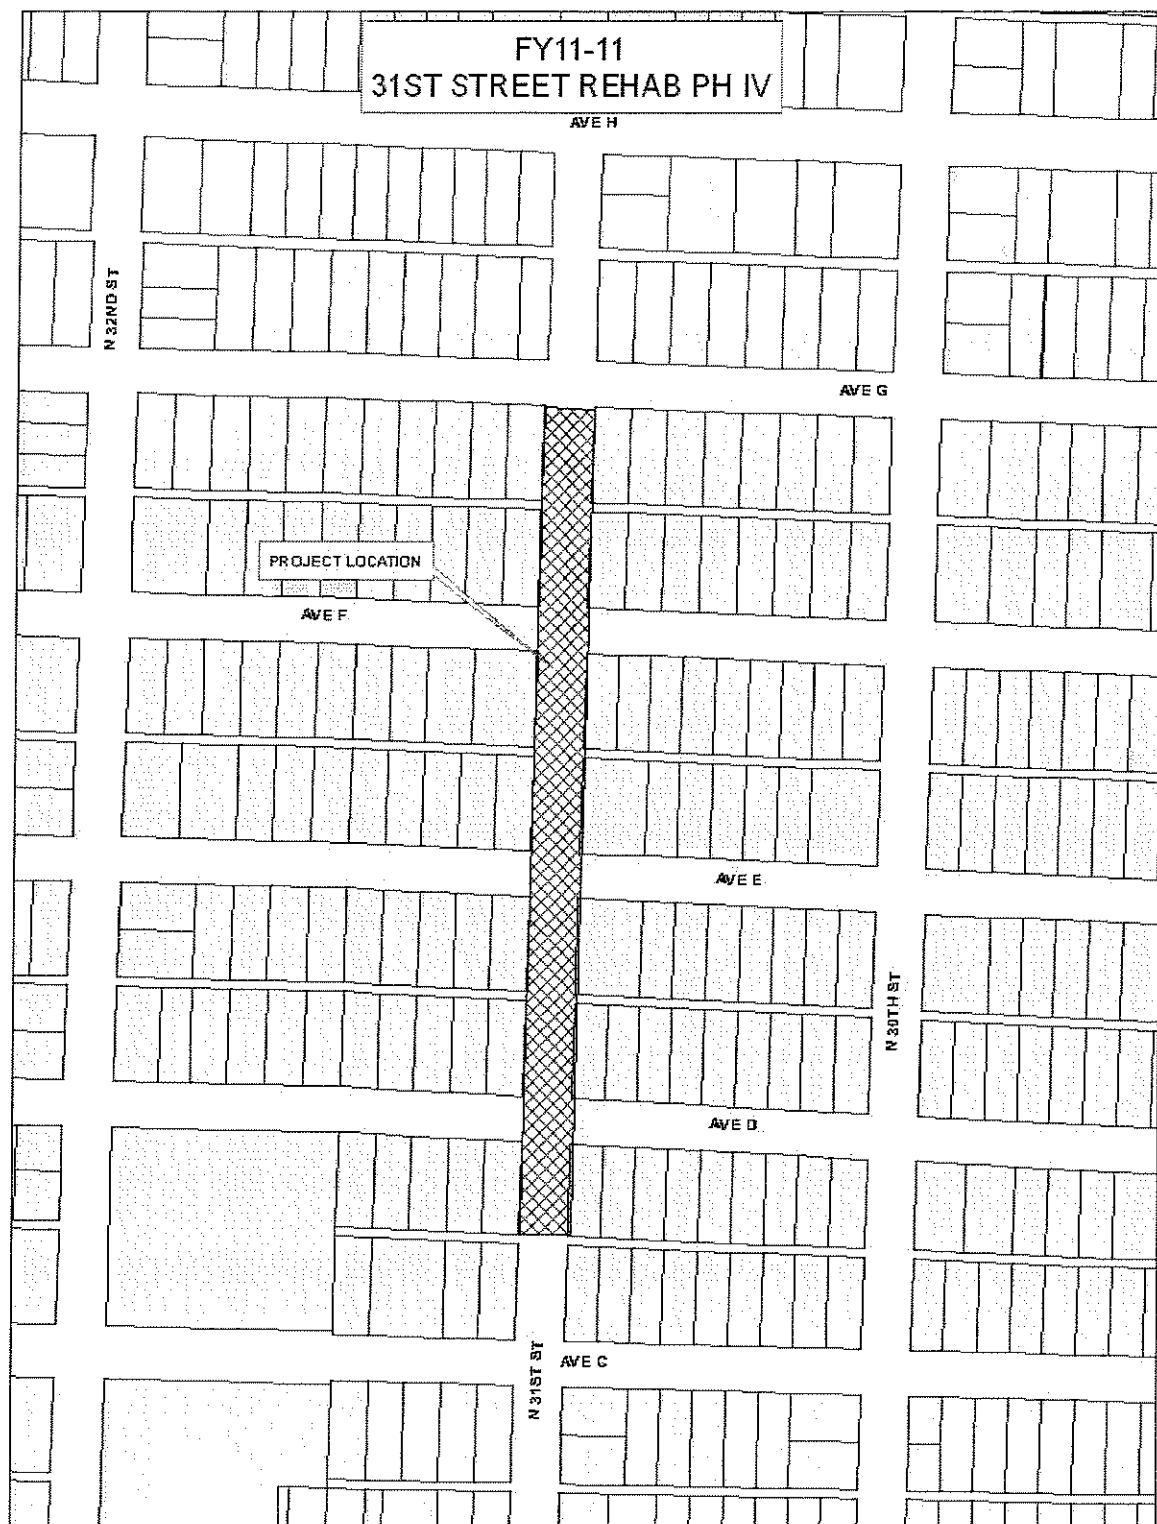 FY11-11
31ST STREET REHAB PH IV
AVE H
N 32ND ST
AVE G
PROJECT LOCATION
AVE F
AVE E
N 30TH ST
AVE D
N 31ST ST
AVE C